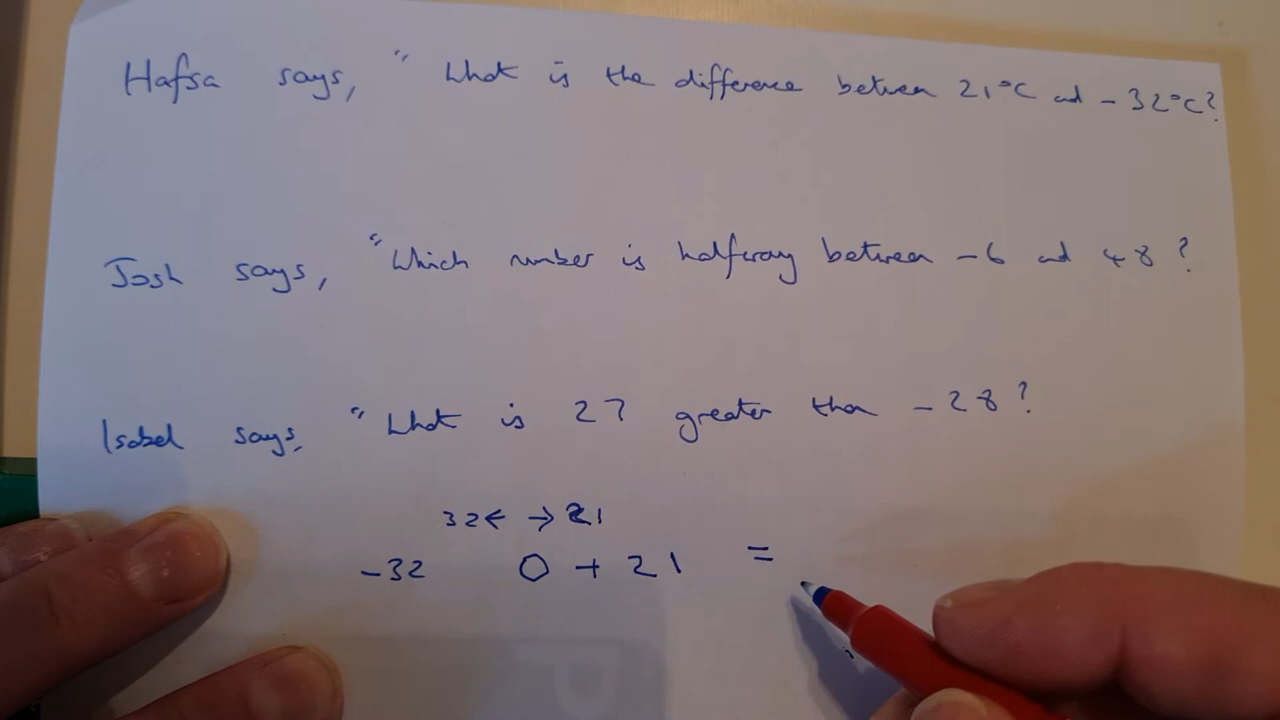 Hafsa says, " What is the difference between 21°C and -32°C?
Josh says, "Which number is halfway between -6 and 48?
Isabel says, "What is 27 greater than -28?
32← →21
-32 0 + 21 =